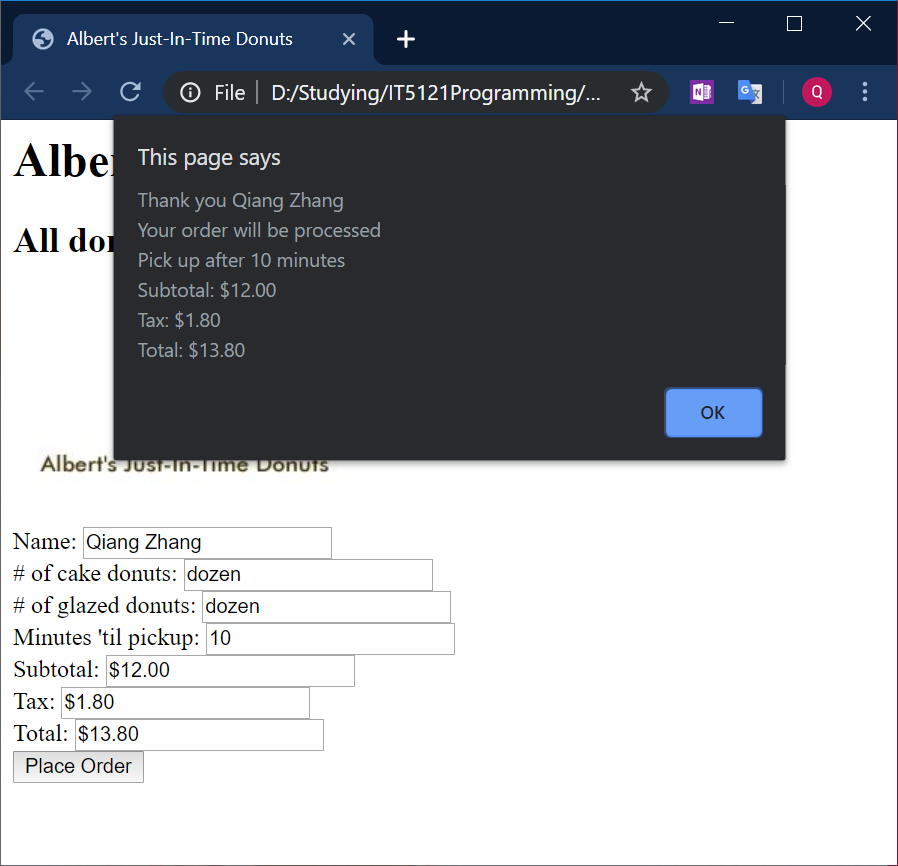 Albert's Just-In-Time Donuts
File
D:/Studying/IT5121Programming/...
Q
This page says
Thank you Qiang Zhang
Your order will be processed
Pick up after 10 minutes
Subtotal: $12.00
Tax: $1.80
Total: $13.80
OK
All
Albert's Just-In-Time Donuts
Name: Qiang Zhang
# of cake donuts: dozen
# of glazed donuts: dozen
Minutes 'til pickup: 10
Subtotal: $12.00
Tax: $1.80
Total: $13.80
Place Order